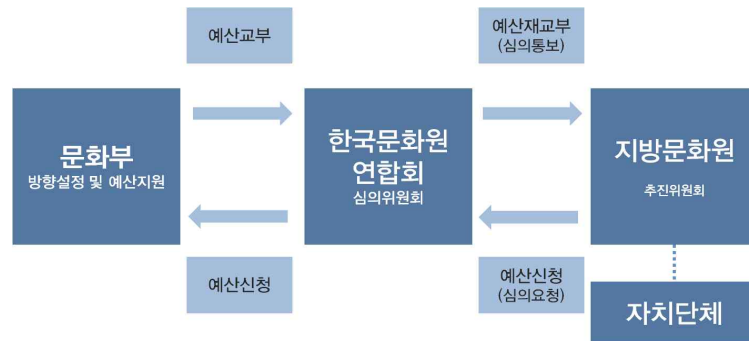 예산교부
예산재교부
(심의통보)
문화부
방향설정 및 예산지원
한국문화원
연합회
심의위원회
지방문화원
추진위원회
예산신청
예산신청
(심의요청)
자치단체